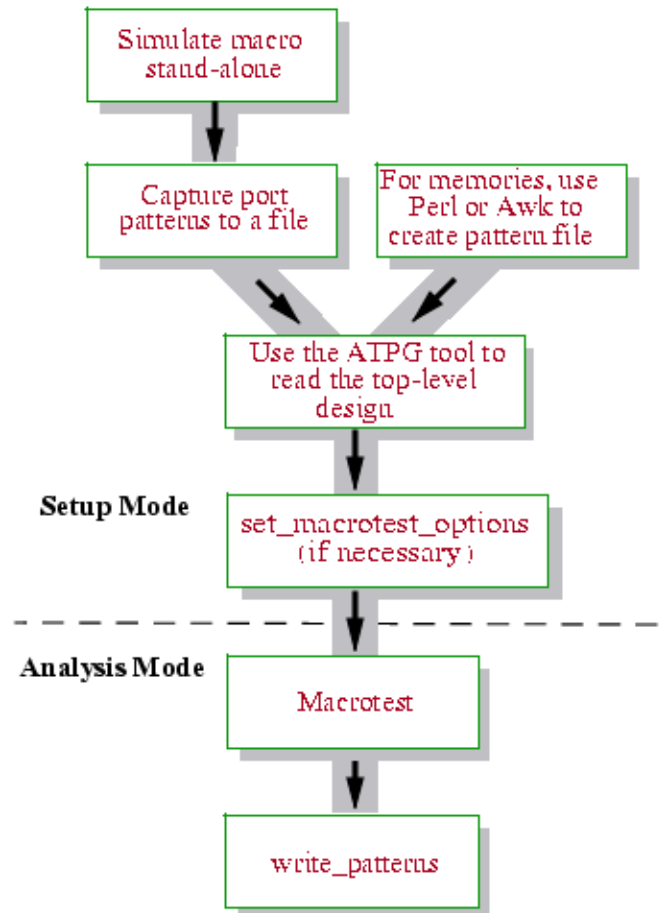 Simulate macro
stand-alone
Capture port
patterns to a file
For memories, use
Perl or Awk to
create pattern file
Use the ATPG tool to
read the top-level
design
Setup Mode
set_macrotest_options
(if necessary)
Analysis Mode
Macrotest
write_patterns